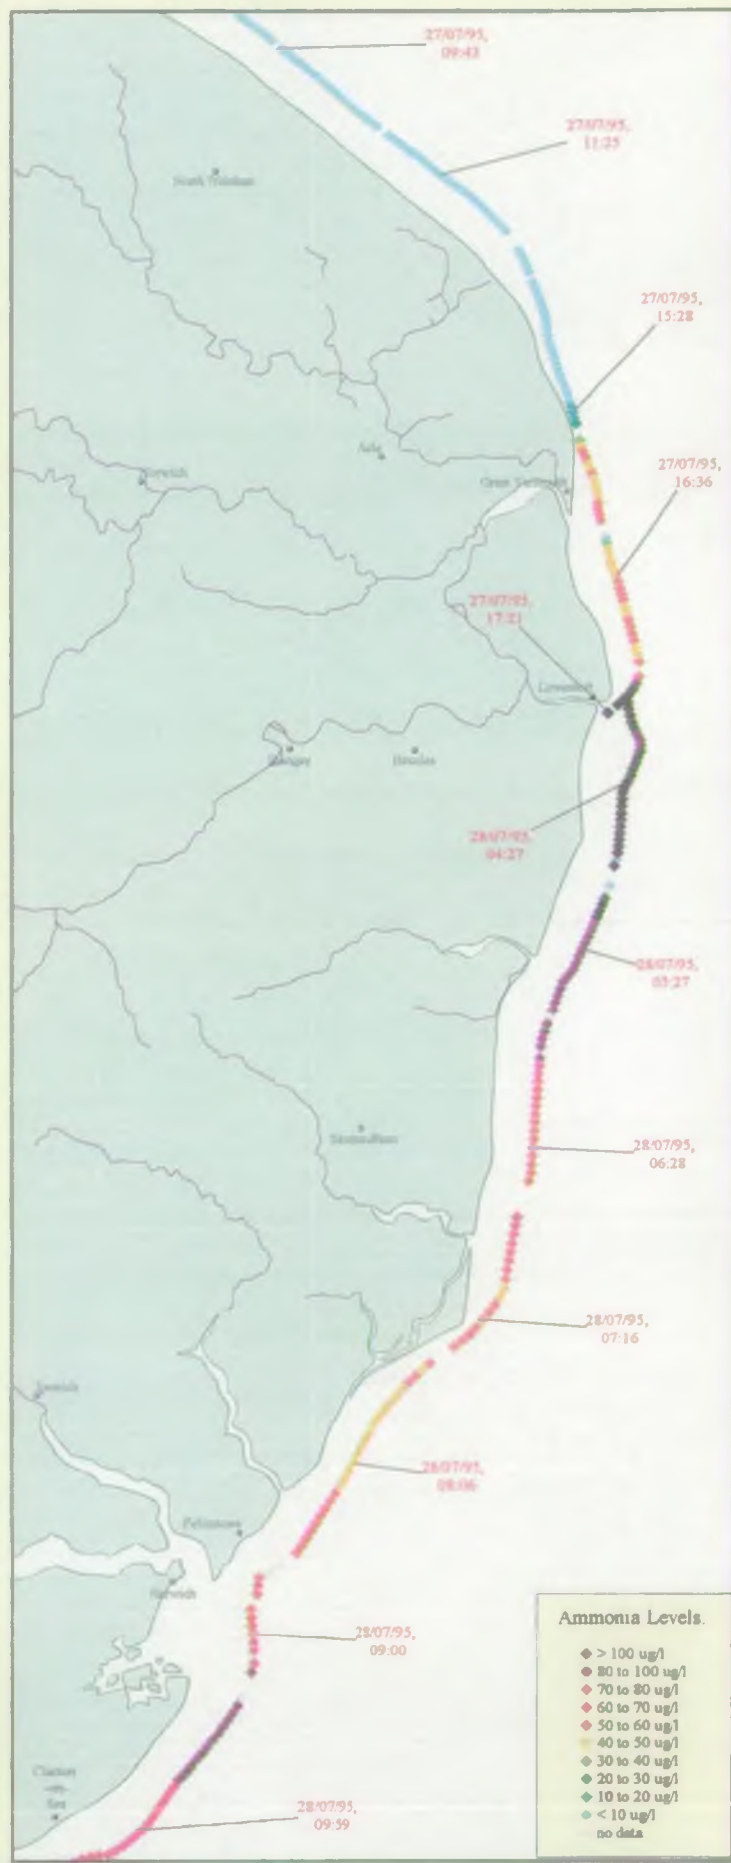 27/07/95,
09:43
27/07/95,
11:25
North Walsham
27/07/95,
15:28
Acle
Norwich
Great Yarmouth
27/07/95,
16:36
27/07/95,
17:21
Lowestoft
Bungay
Beccles
28/07/95,
04:27
28/07/95,
05:27
Saxmundham
28/07/95,
06:28
28/07/95,
07:16
Ipswich
28/07/95,
08:06
Felixstowe
Harwich
28/07/95,
09:00
Clacton
on
Sea
28/07/95,
09:59
Ammonia Levels.
> 100 ug/l
80 to 100 ug/l
70 to 80 ug/l
60 to 70 ug/l
50 to 60 ug/l
40 to 50 ug/l
30 to 40 ug/l
20 to 30 ug/l
10 to 20 ug/l
< 10 ug/l
no data